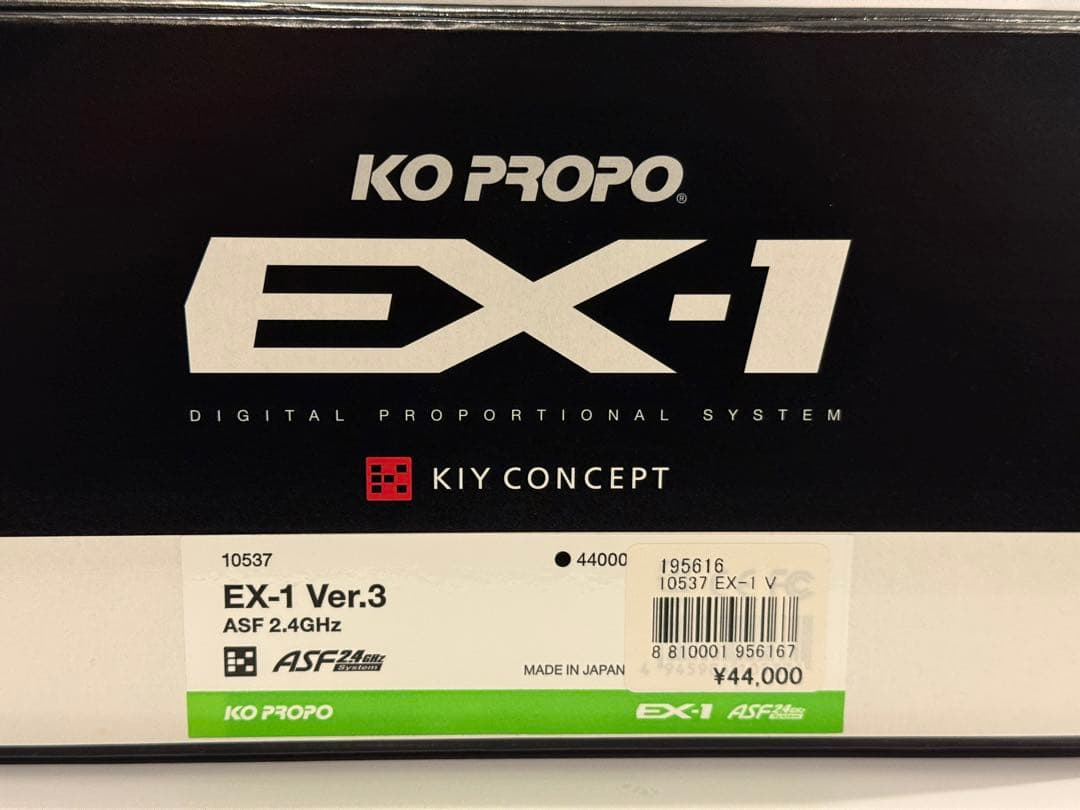 KO PROPO®
EX-1
DIGITAL PROPORTIONAL SYSTEM
KIY CONCEPT
10537
●44000
EX-1 Ver.3
ASF 2.4GHz
ASF 2.4GHz System
MADE IN JAPAN
195616
10537 EX-1 V
8 810001 956167
¥44,000
KO PROPO
EX-1 ASF 2.4GHz System